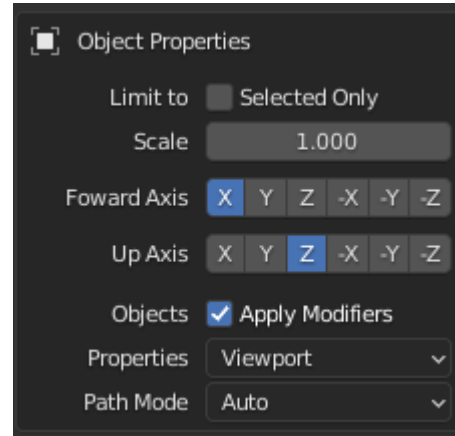 Object Properties
Limit to Selected Only
Scale 1.000
Foward Axis X Y Z -X -Y -Z
Up Axis X Y Z -X -Y -Z
Objects Apply Modifiers
Properties Viewport
Path Mode Auto